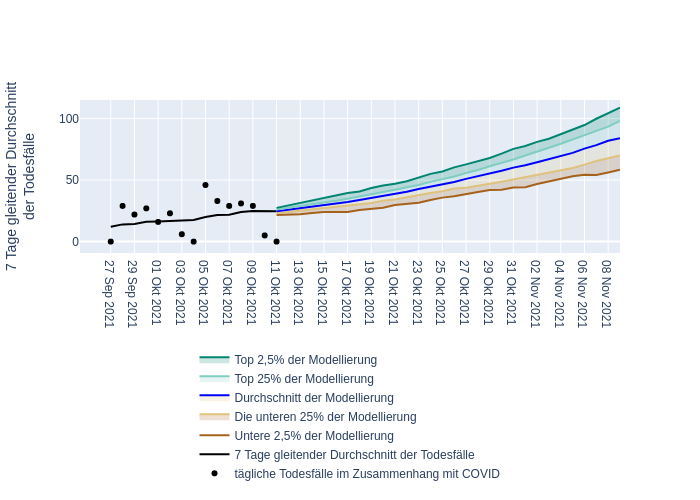 7 Tage gleitender Durchschnitt
der Todesfälle
100
50
0
27 Sep 2021
29 Sep 2021
01 Okt 2021
03 Okt 2021
05 Okt 2021
07 Okt 2021
09 Okt 2021
11 Okt 2021
13 Okt 2021
15 Okt 2021
17 Okt 2021
19 Okt 2021
21 Okt 2021
23 Okt 2021
25 Okt 2021
27 Okt 2021
29 Okt 2021
31 Okt 2021
02 Nov 2021
04 Nov 2021
06 Nov 2021
08 Nov 2021
Top 2,5% der Modellierung
Top 25% der Modellierung
Durchschnitt der Modellierung
Die unteren 25% der Modellierung
Untere 2,5% der Modellierung
7 Tage gleitender Durchschnitt der Todesfälle
tägliche Todesfälle im Zusammenhang mit COVID